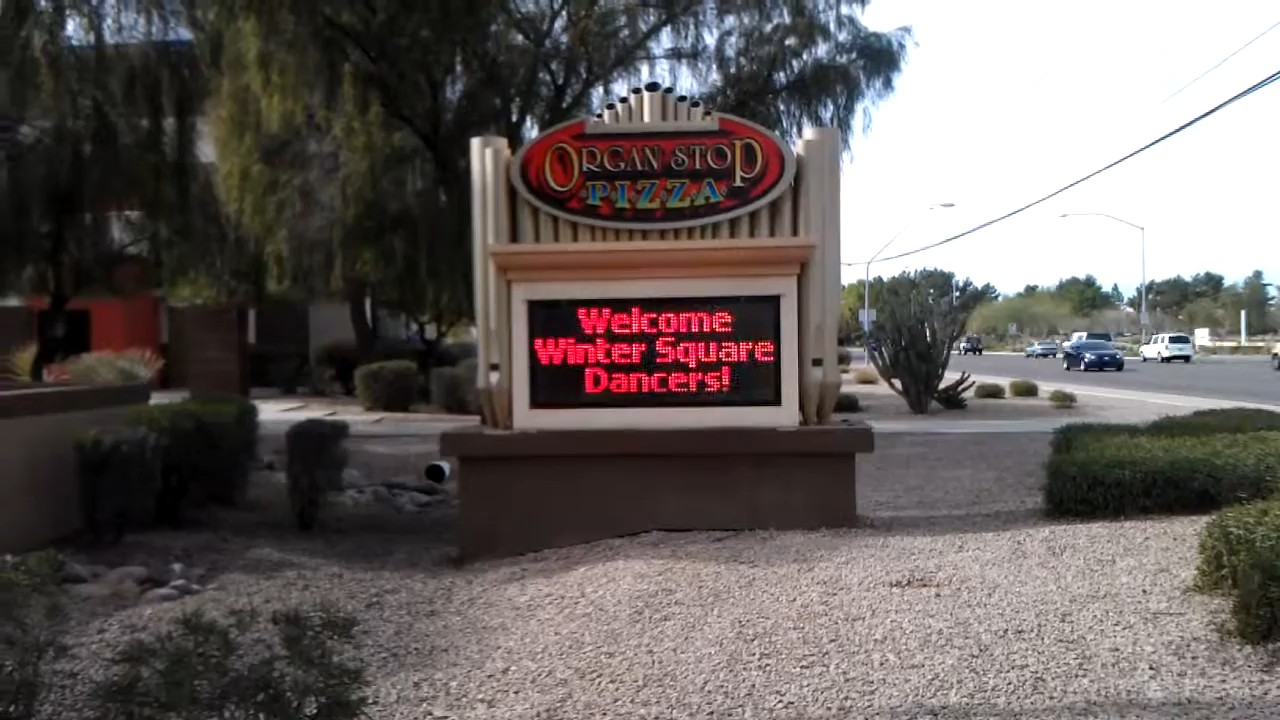 ORGAN STOP
PIZZA
Welcome
Winter Square
Dancers!